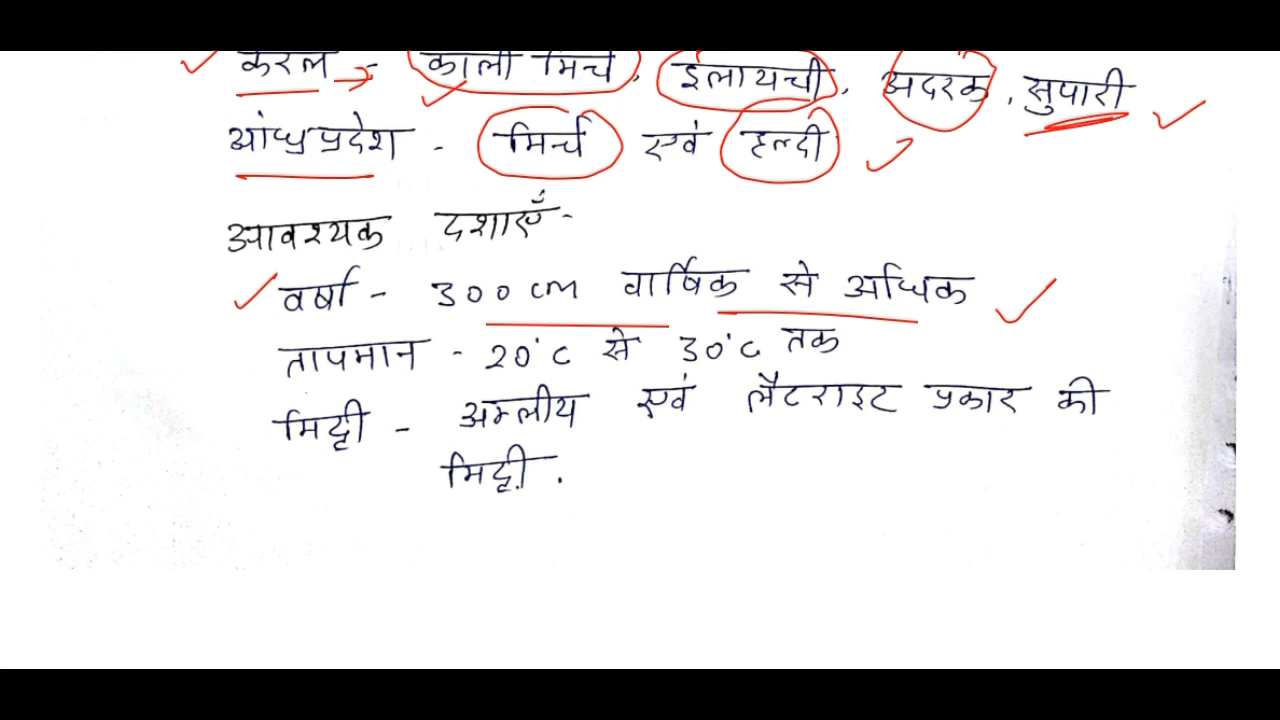 केरल - काली मिर्च, इलायची, अदरक, सुपारी
आंध्रप्रदेश - मिर्च एवं हल्दी
आवश्यक दशाएँ -
वर्षा - 300 cm वार्षिक से अधिक
तापमान - 20°C से 30°C तक
मिट्टी - अम्लीय एवं लैटराइट प्रकार की
मिट्टी .